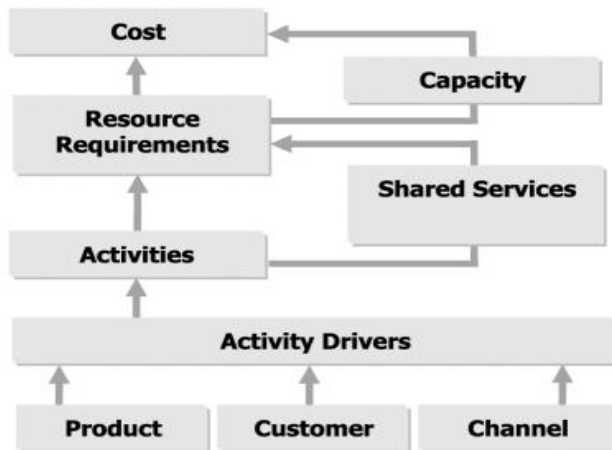 Cost
Capacity
Resource
Requirements
Shared Services
Activities
Activity Drivers
Product
Customer
Channel